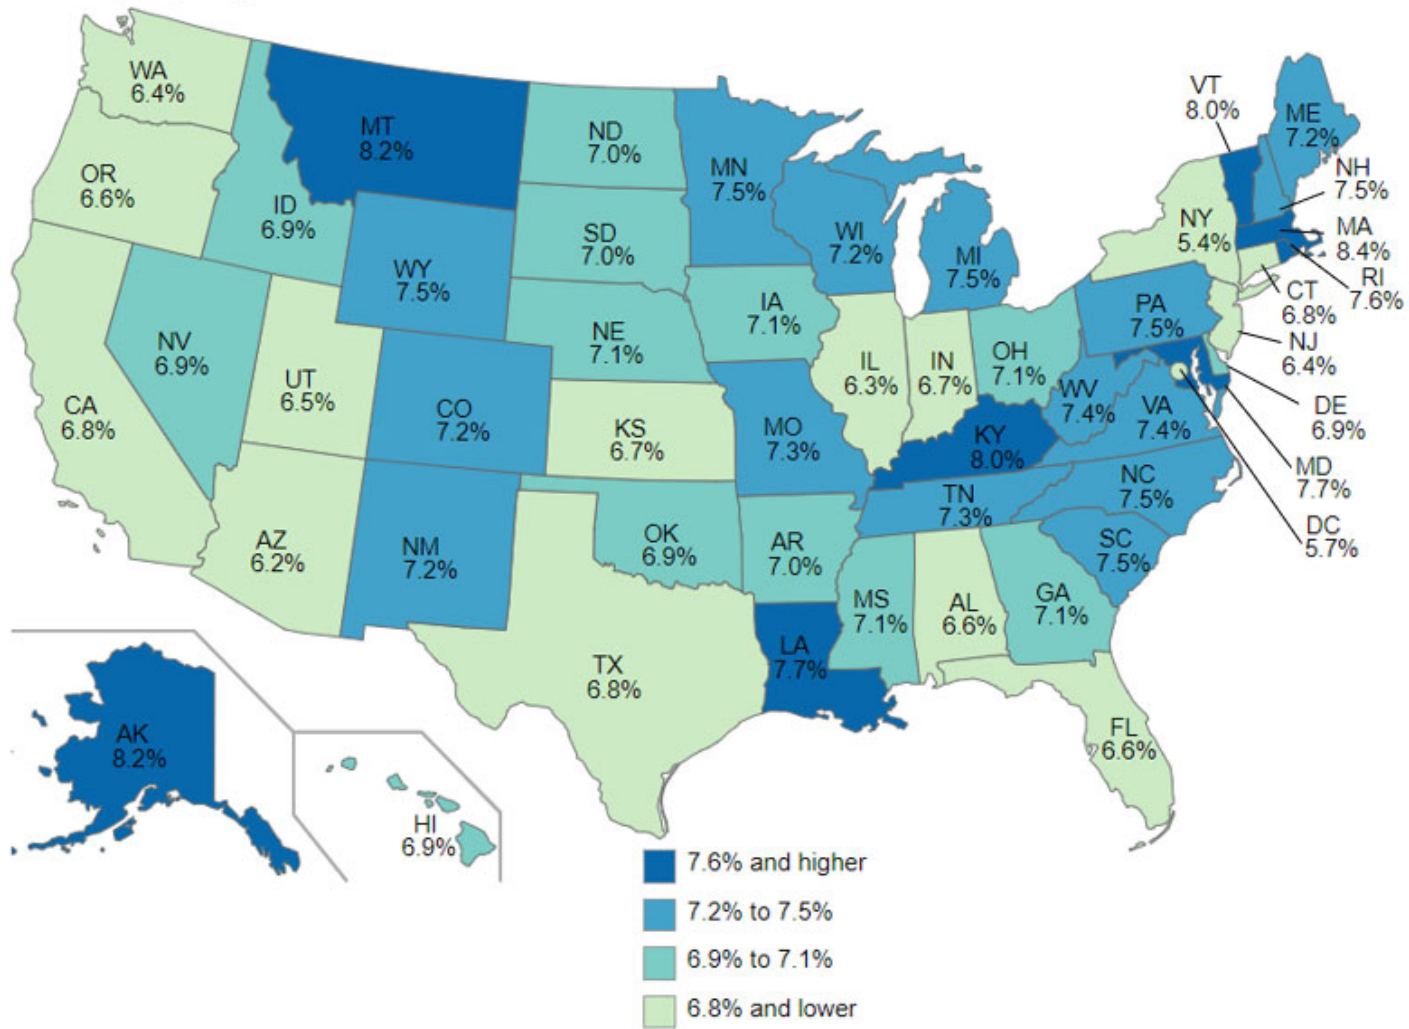 WA
6.4%
MT
8.2%
ND
7.0%
MN
7.5%
VT
8.0%
ME
7.2%
OR
6.6%
ID
6.9%
NH
7.5%
SD
7.0%
WI
7.2%
NY
5.4%
MA
8.4%
WY
7.5%
MI
7.5%
RI
7.6%
CT
6.8%
IA
7.1%
PA
7.5%
NV
6.9%
NE
7.1%
NJ
6.4%
UT
6.5%
IL
6.3%
IN
6.7%
OH
7.1%
CA
6.8%
CO
7.2%
WV
7.4%
VA
7.4%
DE
6.9%
KS
6.7%
MO
7.3%
KY
8.0%
MD
7.7%
NC
7.5%
TN
7.3%
DC
5.7%
AZ
6.2%
NM
7.2%
OK
6.9%
AR
7.0%
SC
7.5%
MS
7.1%
AL
6.6%
GA
7.1%
LA
7.7%
TX
6.8%
AK
8.2%
FL
6.6%
HI
6.9%
7.6% and higher
7.2% to 7.5%
6.9% to 7.1%
6.8% and lower